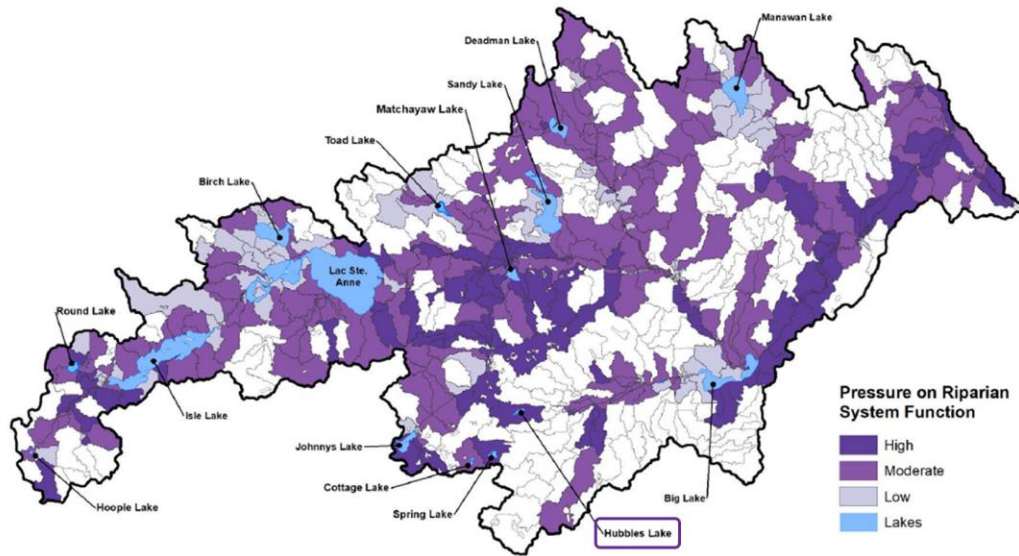 Manawan Lake
Deadman Lake
Sandy Lake
Matchayaw Lake
Toad Lake
Birch Lake
Lac Ste.
Anne
Round Lake
Isle Lake
Johnnys Lake
Cottage Lake
Spring Lake
Hoople Lake
Hubbles Lake
Big Lake
Pressure on Riparian
System Function
High
Moderate
Low
Lakes